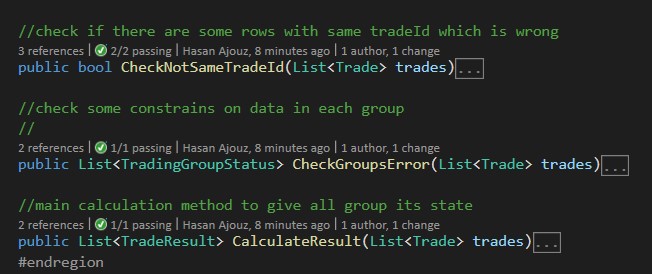 //check if there are some rows with same tradeId which is wrong
3 references | 2/2 passing | Hasan Ajouz, 8 minutes ago | 1 author, 1 change
public bool CheckNotSameTradeId(List<Trade> trades)...
//check some constrains on data in each group
//
2 references | 1/1 passing | Hasan Ajouz, 8 minutes ago | 1 author, 1 change
public List<TradingGroupStatus> CheckGroupsError(List<Trade> trades)...
//main calculation method to give all group its state
2 references | 1/1 passing | Hasan Ajouz, 8 minutes ago | 1 author, 1 change
public List<TradeResult> CalculateResult(List<Trade> trades)...
#endregion